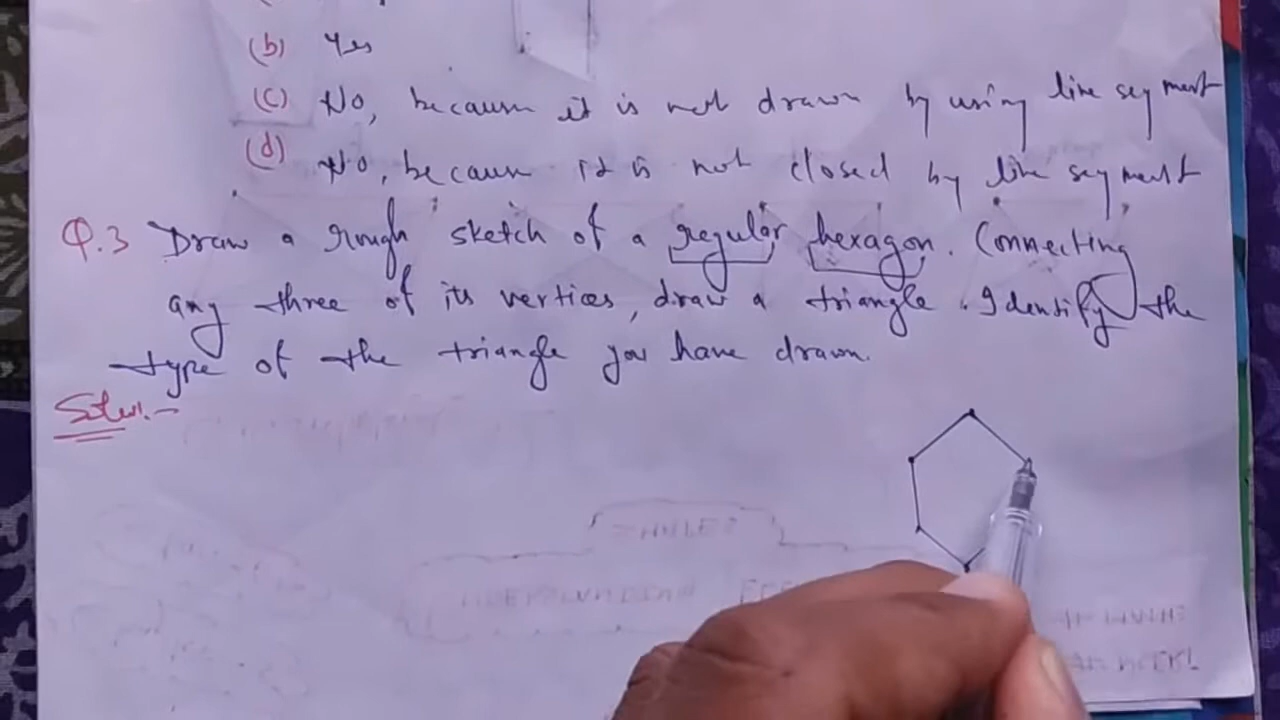 (b) Yes
(c) No, because it is not drawn by using line segment
(d) No, because it is not closed by line segment
Q.3 Draw a rough sketch of a regular hexagon. Connecting
any three of its vertices, draw a triangle. Identify the
type of the triangle you have drawn.
Soln:-